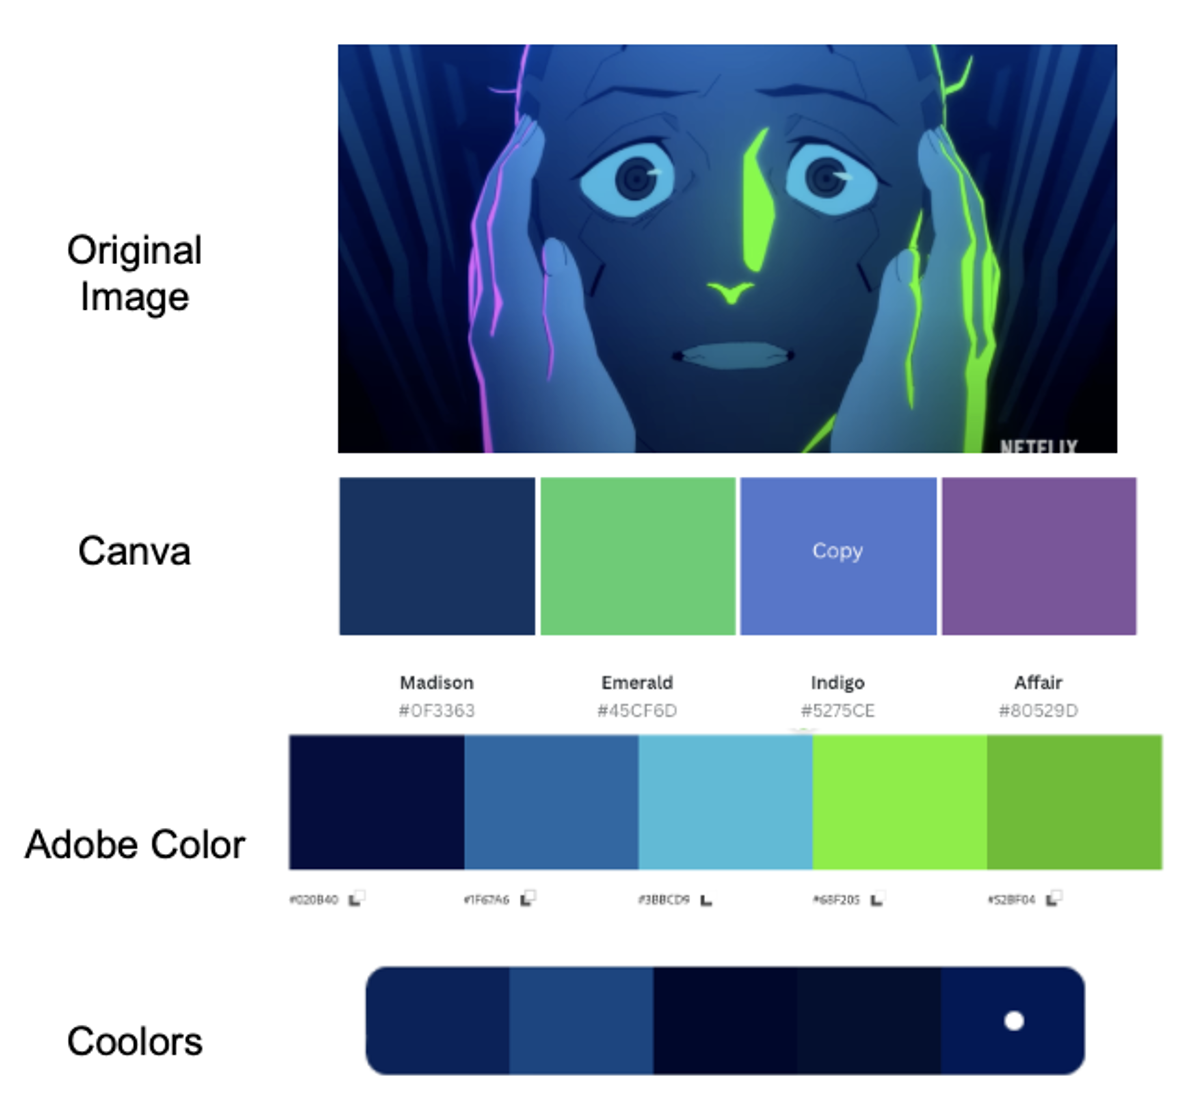 Original
Image
NETFLIX
Canva
Copy
Madison Emerald Indigo Affair
#0F3363 #45CF6D #5275CE #80529D
Adobe Color
#020B40 #1F67A6 #3BBCD9 #68F205 #52BF04
Coolors